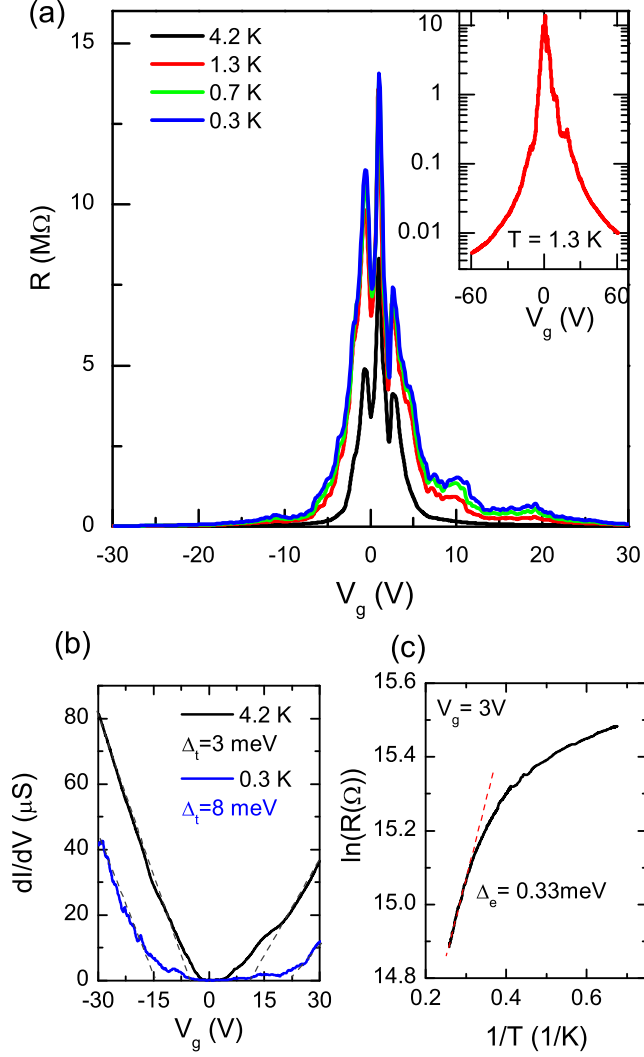 (a)
4.2 K
1.3 K
0.7 K
0.3 K
R (MΩ)
15
10
5
0
-30 -20 -10 0 10 20 30
V_g (V)
10
1
0.1
0.01
T = 1.3 K
-60 0 60
V_g (V)
(b)
4.2 K
Δ_t=3 meV
0.3 K
Δ_t=8 meV
dI/dV (μS)
80
60
40
20
0
-30 -15 0 15 30
V_g (V)
(c)
V_g= 3V
ln(R(Ω))
15.6
15.4
15.2
15.0
14.8
Δ_e= 0.33meV
0.2 0.4 0.6 0.8
1/T (1/K)